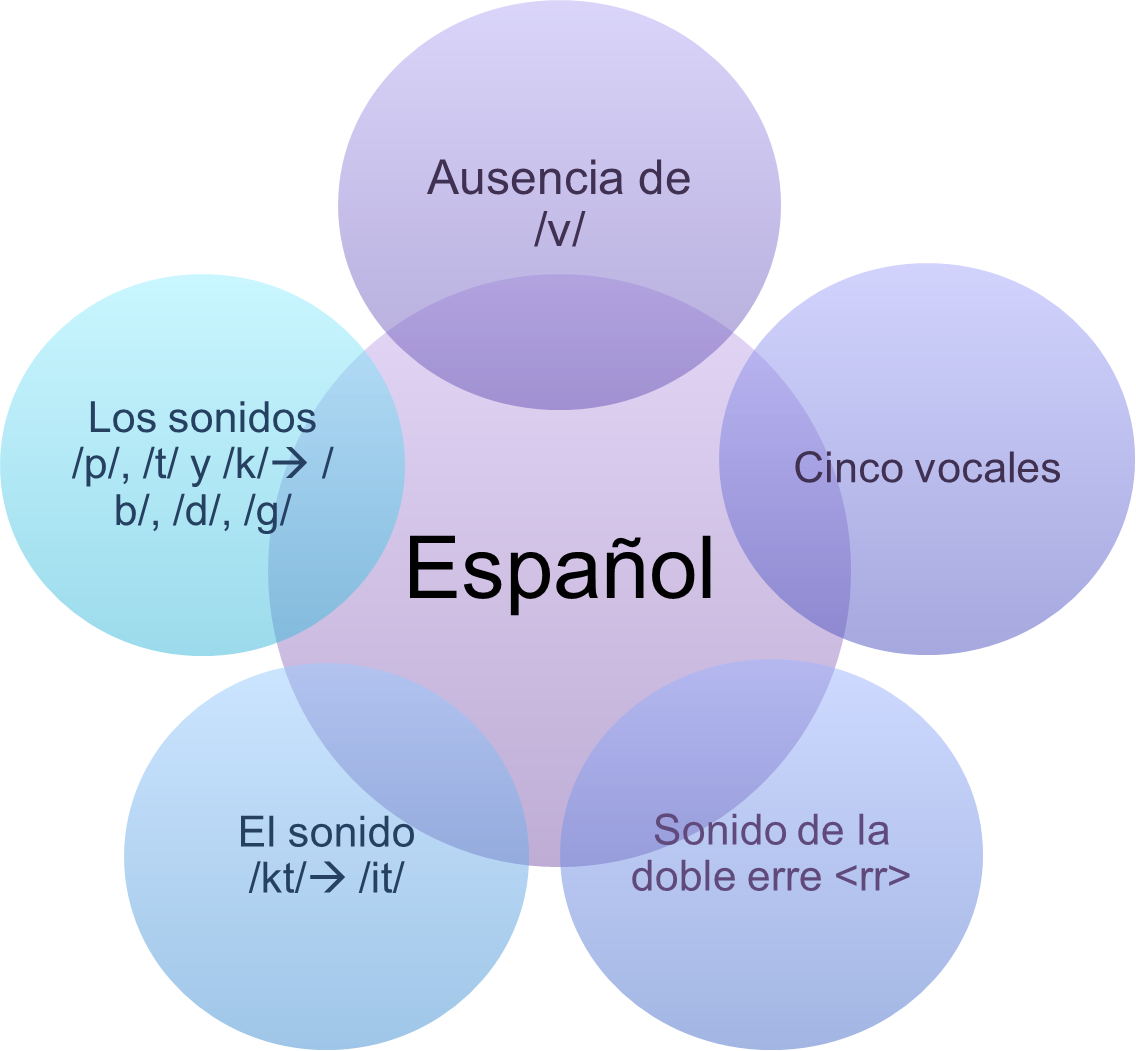 Ausencia de
/v/
Cinco vocales
Sonido de la
doble erre <rr>
El sonido
/kt/→ /it/
Los sonidos
/p/, /t/ y /k/→ /
b/, /d/, /g/
Español